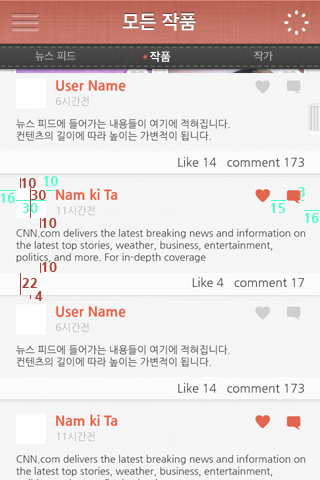 모든 작품
뉴스 피드
작품
작가
User Name
6시간전
뉴스 피드에 들어가는 내용들이 여기에 적혀집니다.
컨텐츠의 길이에 따라 높이는 가변적이 됩니다.
Like 14 comment 173
10
10
16
30
Nam ki Ta
3
30
11시간전
15
16
CNN.com delivers the latest breaking news and information on
the latest top stories, weather, business, entertainment,
politics, and more. For in-depth coverage
10
22
Like 4 comment 17
4
User Name
6시간전
뉴스 피드에 들어가는 내용들이 여기에 적혀집니다.
컨텐츠의 길이에 따라 높이는 가변적이 됩니다.
Like 14 comment 173
Nam ki Ta
11시간전
CNN.com delivers the latest breaking news and information on
the latest top stories, weather, business, entertainment,